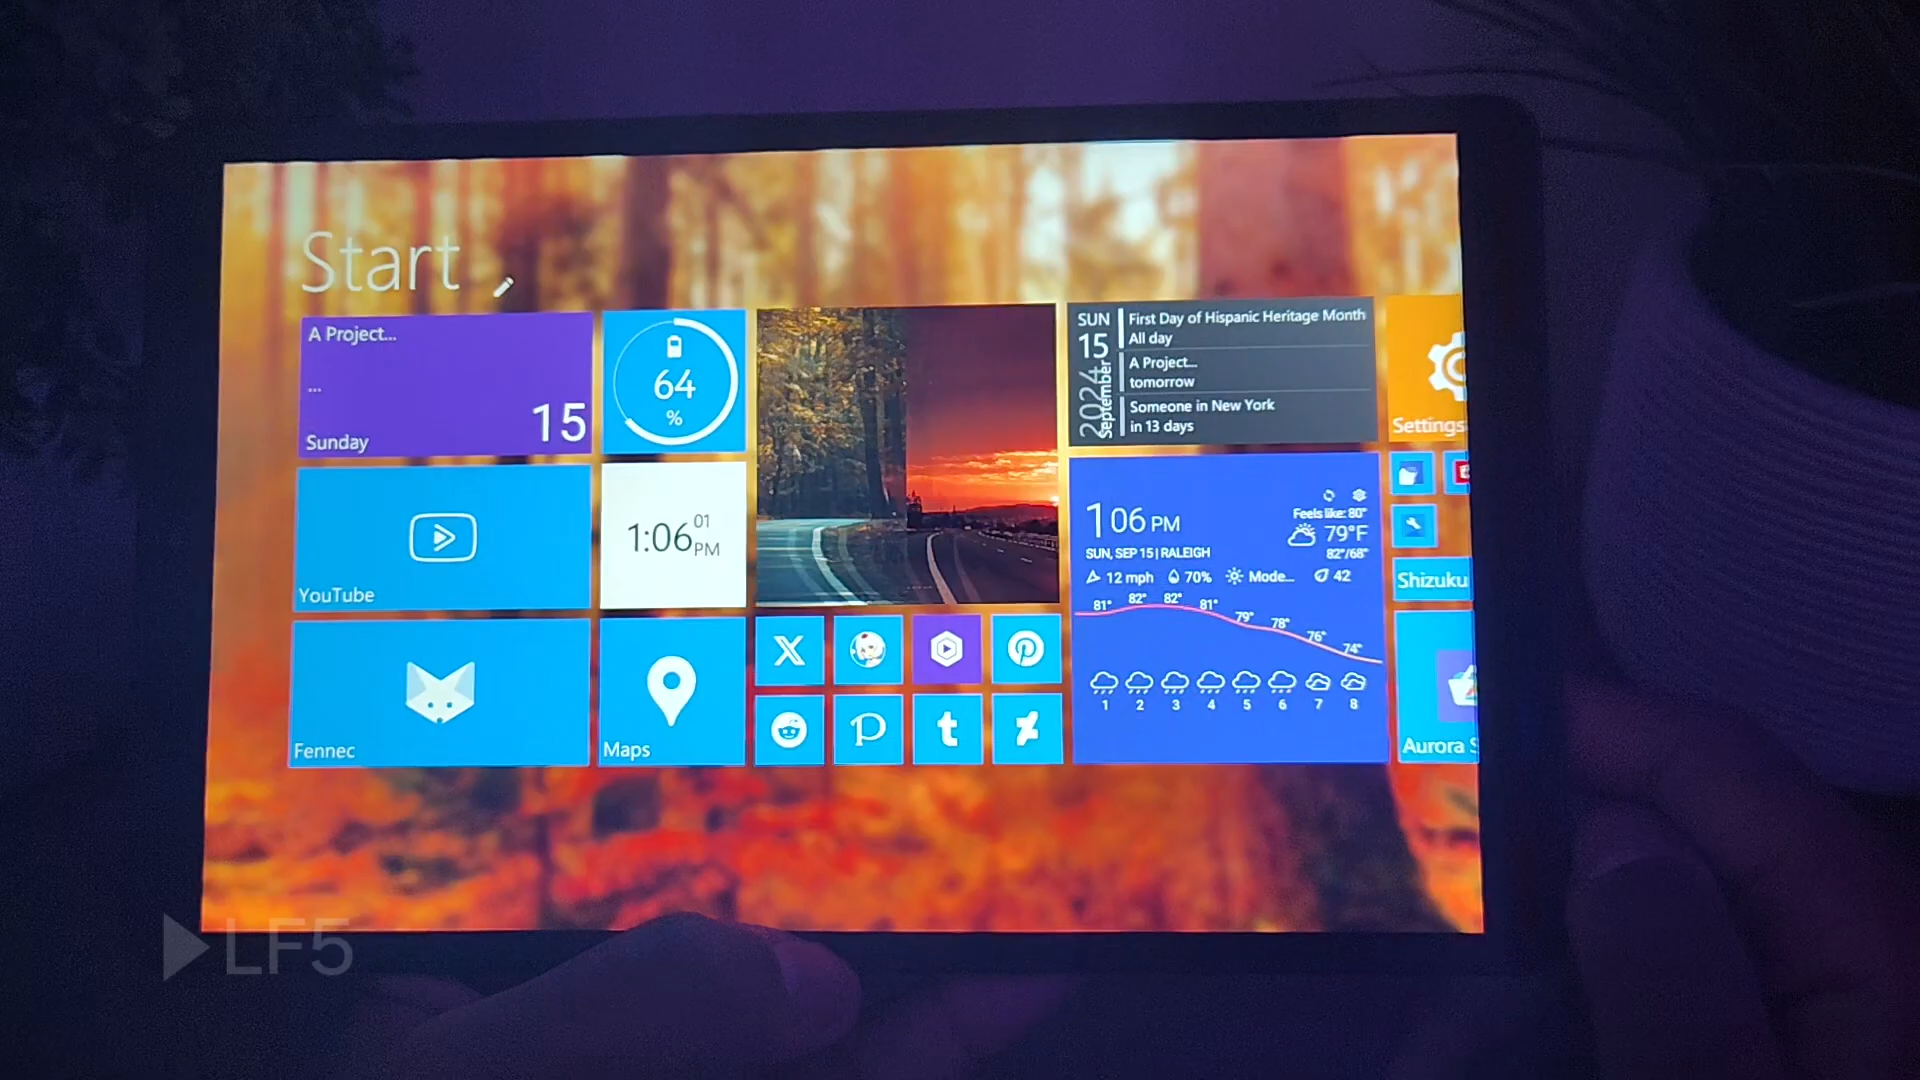 Start
A Project...
...
15
Sunday
64
%
SUN
15
2024
September
First Day of Hispanic Heritage Month
All day
A Project...
tomorrow
Someone in New York
in 13 days
Settings
YouTube
1:06
01
PM
106 PM
SUN, SEP 15 | RALEIGH
Feels like: 80°
79°F
82°/68°
12 mph 70% Mode... 42
81° 82° 82° 81° 79° 78° 76° 74°
1 2 3 4 5 6 7 8
Shizuku
Fennec
Maps
Aurora S
LF5